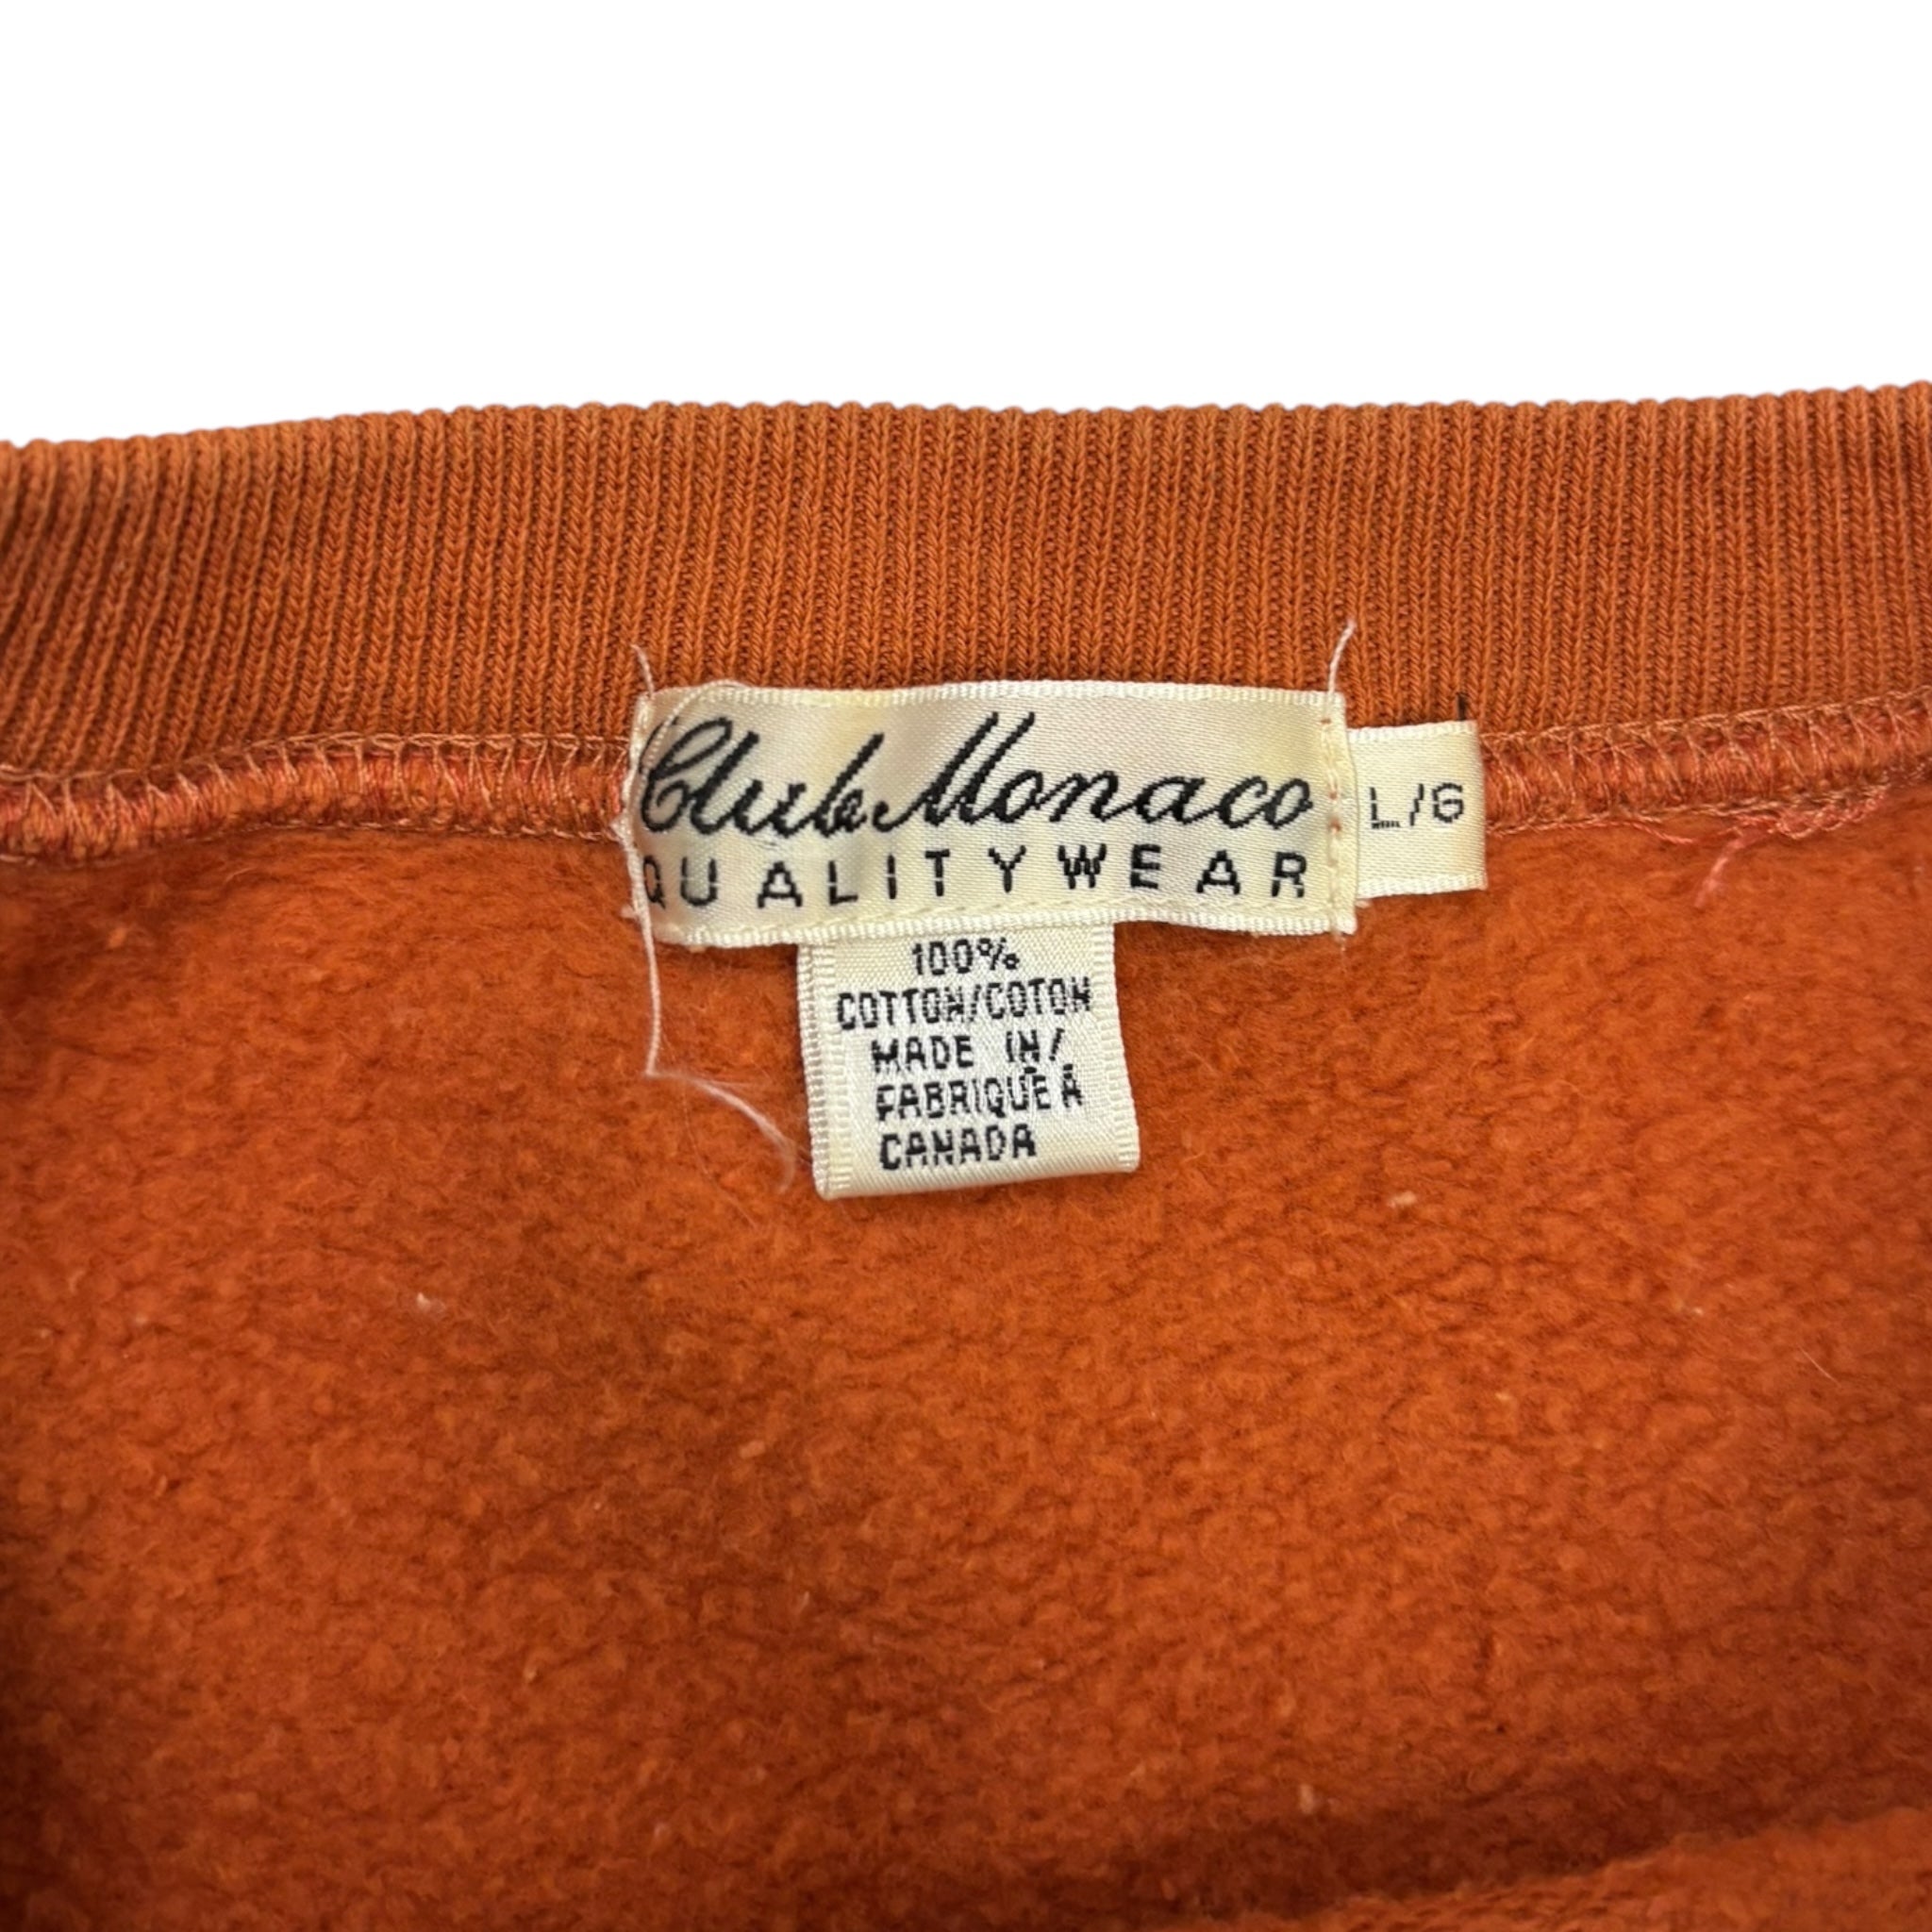 Club Monaco
QUALITYWEAR
L/G
100%
COTTON/COTON
MADE IN/
FABRIQUÉ À
CANADA